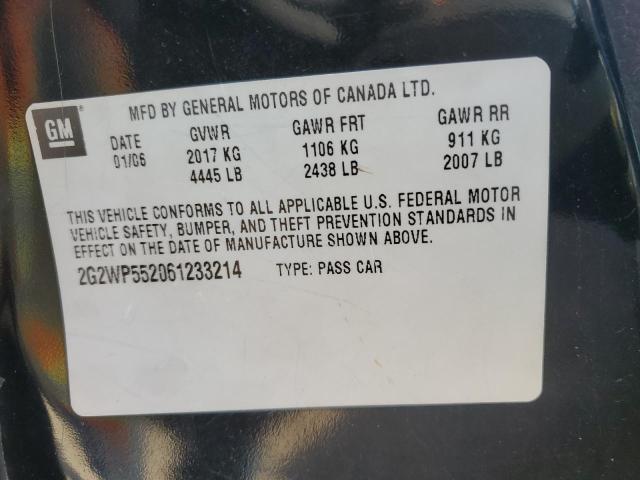 GM
MFD BY GENERAL MOTORS OF CANADA LTD.
DATE GVWR GAWR FRT GAWR RR
01/06 2017 KG 1106 KG 911 KG
4445 LB 2438 LB 2007 LB
THIS VEHICLE CONFORMS TO ALL APPLICABLE U.S. FEDERAL MOTOR
VEHICLE SAFETY, BUMPER, AND THEFT PREVENTION STANDARDS IN
EFFECT ON THE DATE OF MANUFACTURE SHOWN ABOVE.
2G2WP552061233214 TYPE: PASS CAR